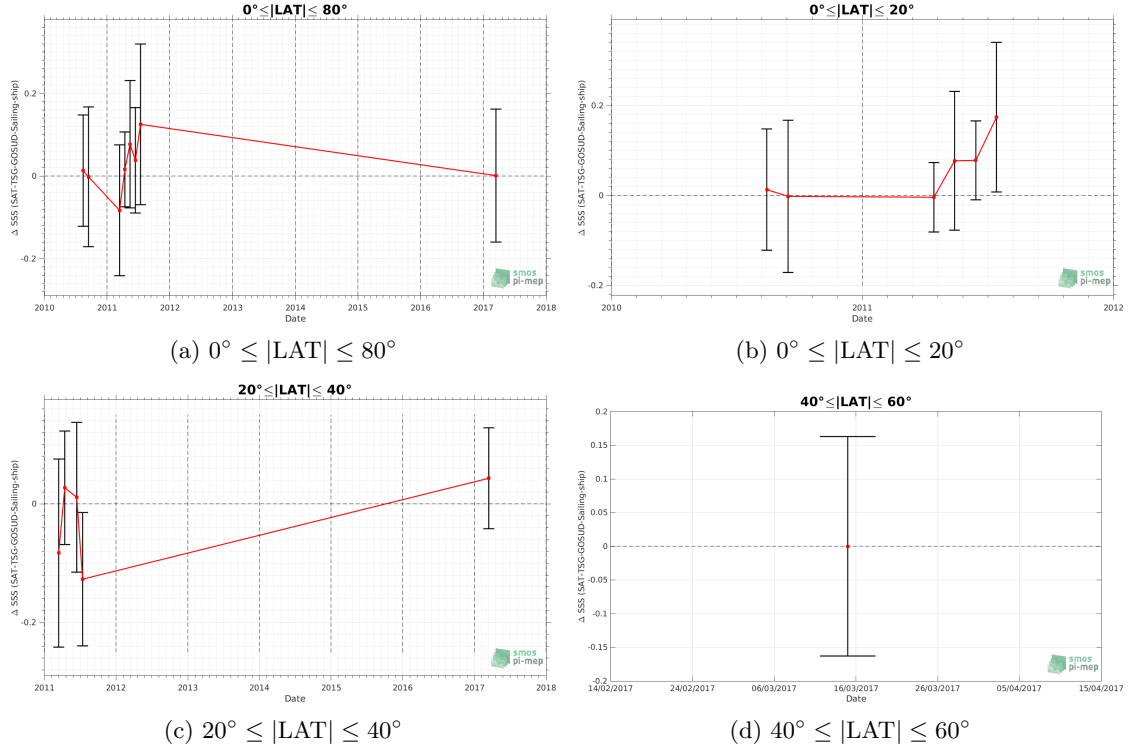 0°≤|LAT|≤ 80°
Δ SSS (SAT-TSG-GOSUD-Sailing-ship)
0.2
0
-0.2
2010 2011 2012 2013 2014 2015 2016 2017 2018
Date
smos
pi-mep
(a) 0° ≤ |LAT| ≤ 80°
0°≤|LAT|≤ 20°
Δ SSS (SAT-TSG-GOSUD-Sailing-ship)
0.2
0
-0.2
2010 2011 2012
Date
smos
pi-mep
(b) 0° ≤ |LAT| ≤ 20°
20°≤|LAT|≤ 40°
Δ SSS (SAT-TSG-GOSUD-Sailing-ship)
0
-0.2
2011 2012 2013 2014 2015 2016 2017 2018
Date
smos
pi-mep
(c) 20° ≤ |LAT| ≤ 40°
40°≤|LAT|≤ 60°
Δ SSS (SAT-TSG-GOSUD-Sailing-ship)
0.2
0.15
0.1
0.05
0
-0.05
-0.1
-0.15
-0.2
14/02/2017 24/02/2017 06/03/2017 16/03/2017 26/03/2017 05/04/2017 15/04/2017
Date
smos
pi-mep
(d) 40° ≤ |LAT| ≤ 60°